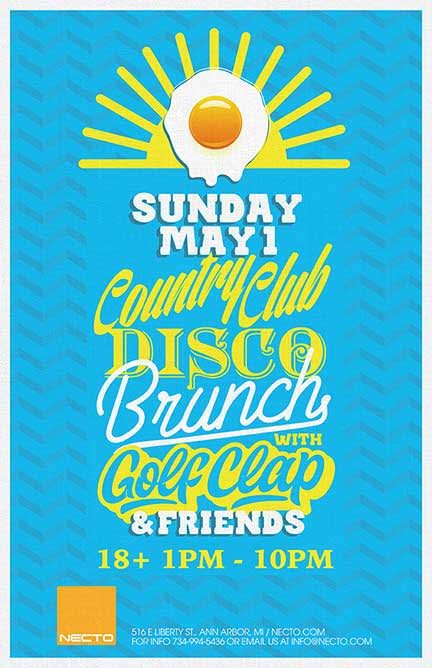 SUNDAY
MAY 1
Country Club
DISCO
Brunch
WITH
Golf Clap
& FRIENDS
18+ 1PM - 10PM
NECTO
516 E LIBERTY ST., ANN ARBOR, MI / NECTO.COM
FOR INFO 734-994-5436 OR EMAIL US AT INFO@NECTO.COM